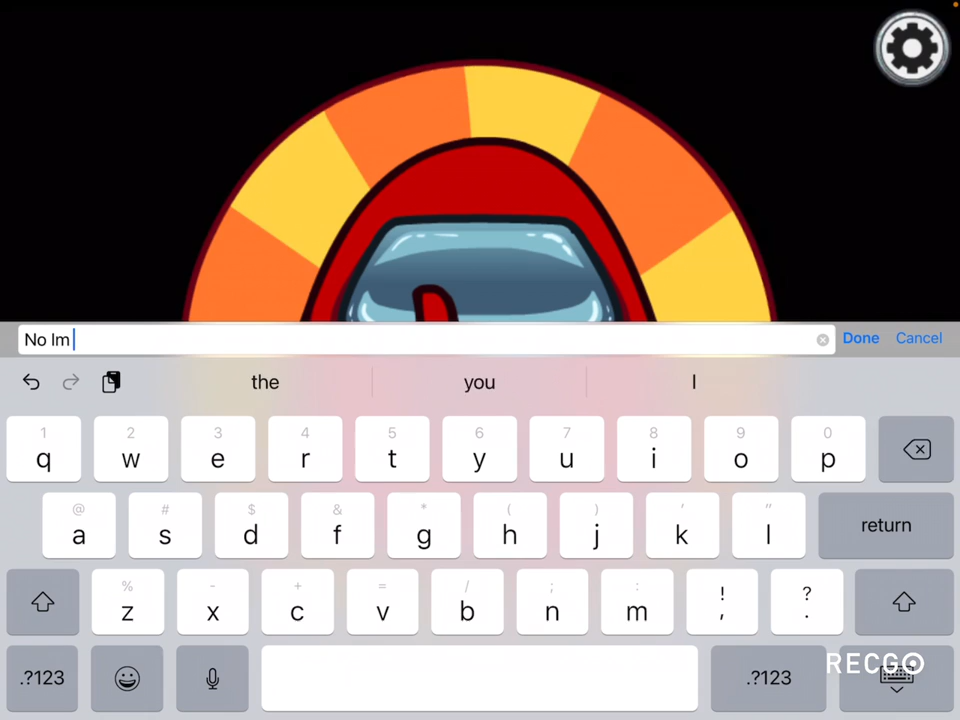 No Im
Done Cancel
the you I
1 2 3 4 5 6 7 8 9 0
q w e r t y u i o p
@ # $ & * ( ) ' "
a s d f g h j k l
return
% - + = / ; : ! ?
z x c v b n m , .
.?123 .?123
RECGO